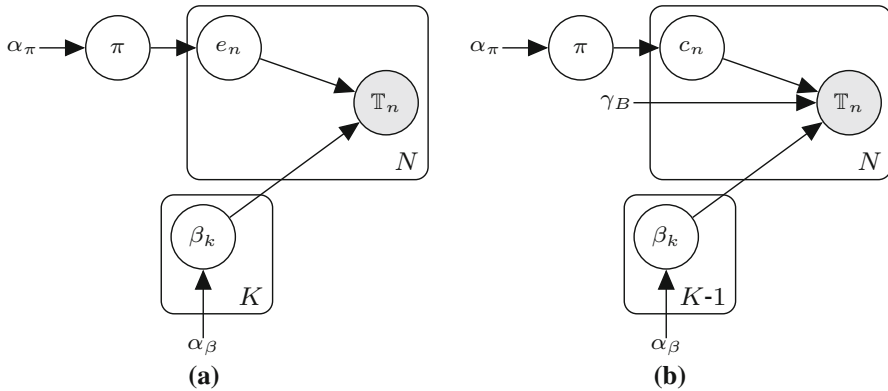 α_π π e_n
𝕋_n
N
β_k
K
α_β
(a)
α_π π c_n
γ_B 𝕋_n
N
β_k
K-1
α_β
(b)